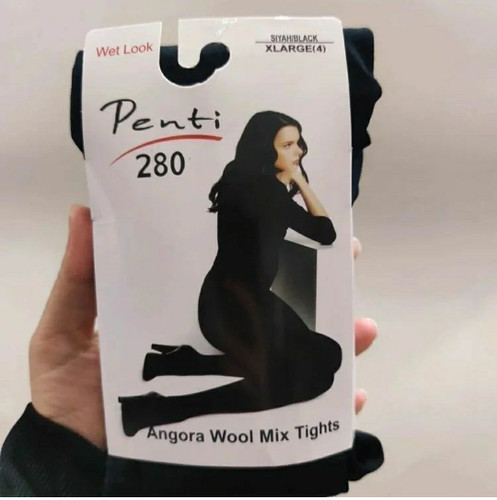 Wet Look
SIYAH/BLACK
XLARGE(4)
Penti
280
Angora Wool Mix Tights